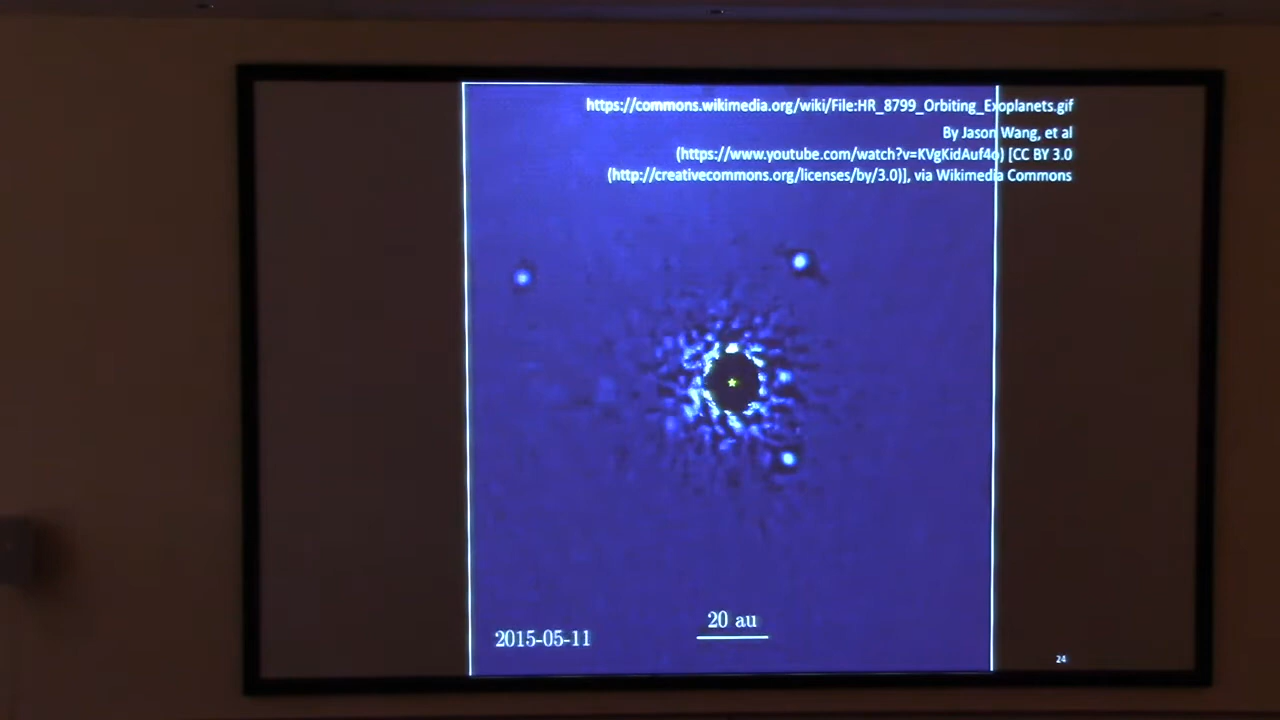 https://commons.wikimedia.org/wiki/File:HR_8799_Orbiting_Exoplanets.gif
By Jason Wang, et al
(https://www.youtube.com/watch?v=KVgKidAuf4o) [CC BY 3.0
(http://creativecommons.org/licenses/by/3.0)], via Wikimedia Commons
20 au
2015-05-11
24